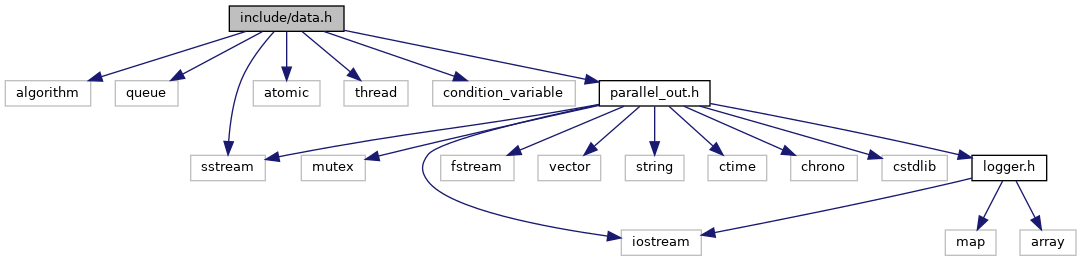 include/data.h
algorithm
queue
atomic
thread
condition_variable
parallel_out.h
sstream
mutex
fstream
vector
string
ctime
chrono
cstdlib
logger.h
iostream
map
array